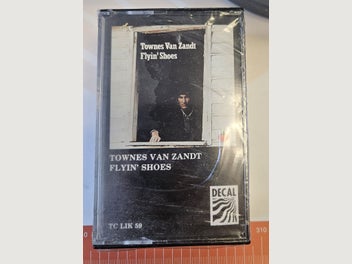 Townes Van Zandt
Flyin' Shoes
TOWNES VAN ZANDT
FLYIN' SHOES
DECAL
TC LIK 59
310